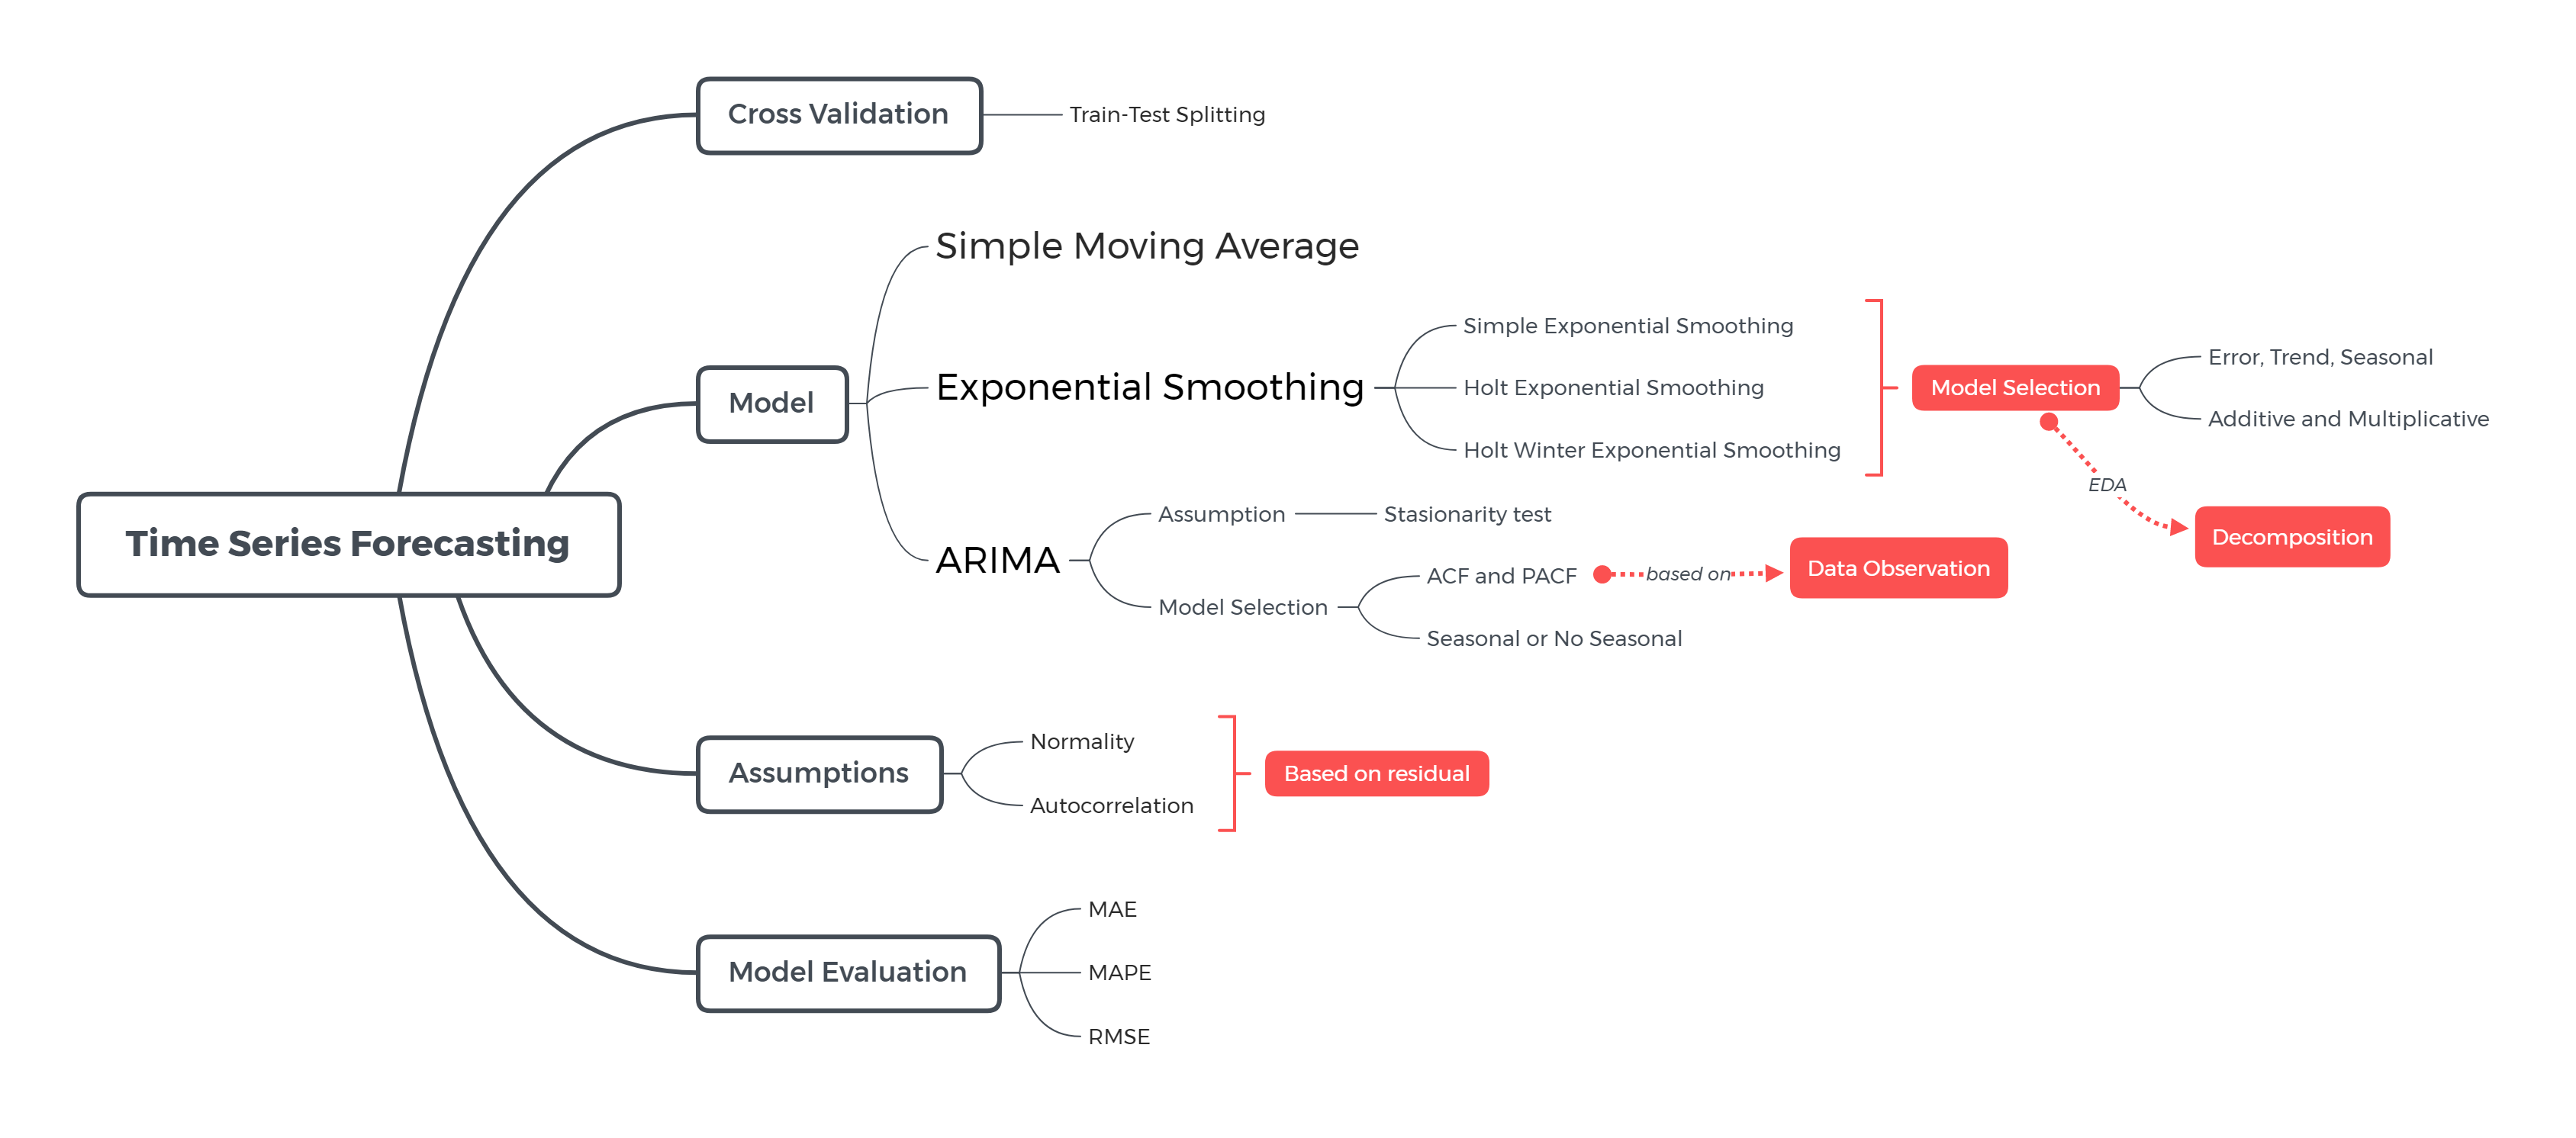 Cross Validation
Train-Test Splitting
Simple Moving Average
Simple Exponential Smoothing
Error, Trend, Seasonal
Model
Exponential Smoothing
Holt Exponential Smoothing
Model Selection
Additive and Multiplicative
Holt Winter Exponential Smoothing
EDA
Time Series Forecasting
Assumption
Stasionarity test
Decomposition
ARIMA
ACF and PACF
based on
Data Observation
Model Selection
Seasonal or No Seasonal
Assumptions
Normality
Based on residual
Autocorrelation
MAE
Model Evaluation
MAPE
RMSE